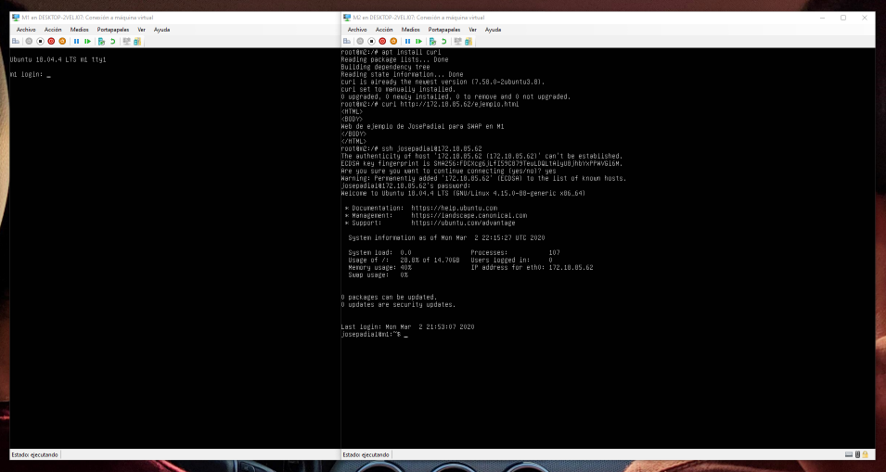 M1 en DESKTOP-2VELI07: Conexión a máquina virtual
Archivo Acción Medios Portapapeles Ver Ayuda
Ubuntu 18.04.4 LTS m1 tty1
m1 login: _
Estado: ejecutando
M2 en DESKTOP-2VELI07: Conexión a máquina virtual
Archivo Acción Medios Portapapeles Ver Ayuda
root@m2:/# apt install curl
Reading package lists... Done
Building dependency tree
Reading state information... Done
curl is already the newest version (7.58.0-2ubuntu3.8).
curl set to manually installed.
0 upgraded, 0 newly installed, 0 to remove and 0 not upgraded.
root@m2:/# curl http://172.18.85.62/ejemplo.html
<HTML>
<BODY>
Web de ejemplo de JosePadial para SWAP en M1
</BODY>
</HTML>
root@m2:/# ssh josepadial@172.18.85.62
The authenticity of host '172.18.85.62 (172.18.85.62)' can't be established.
ECDSA key fingerprint is
Are you sure you want to continue connecting (yes/no)? yes
Warning: Permanently added '172.18.85.62' (ECDSA) to the list of known hosts.
josepadial@172.18.85.62's password:
Welcome to Ubuntu 18.04.4 LTS (GNU/Linux 4.15.0-88-generic x86_64)
* Documentation: https://help.ubuntu.com
* Management: https://landscape.canonical.com
* Support: https://ubuntu.com/advantage
System information as of Mon Mar 2 22:15:27 UTC 2020
System load: 0.0 Processes: 107
Usage of /: 28.0% of 14.70GB Users logged in: 0
Memory usage: 40% IP address for eth0: 172.18.85.62
Swap usage: 0%
0 packages can be updated.
0 updates are security updates.
Last login: Mon Mar 2 21:53:07 2020
josepadial@m1:~$ _
Estado: ejecutando